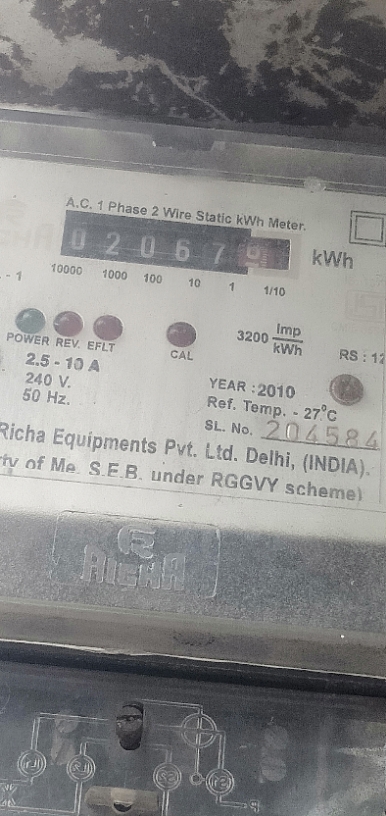 A.C. 1 Phase 2 Wire Static kWh Meter.
0 2 0 6 7 9 kWh
10000 1000 100 10 1 1/10
POWER REV. EFLT CAL 3200 Imp/kWh
RS : 12
2.5 - 10 A
240 V.
50 Hz.
YEAR : 2010
Ref. Temp. - 27°C
SL. No. 204584
Richa Equipments Pvt. Ltd. Delhi, (INDIA).
ty of Me. S.E.B. under RGGVY scheme)
RICHA